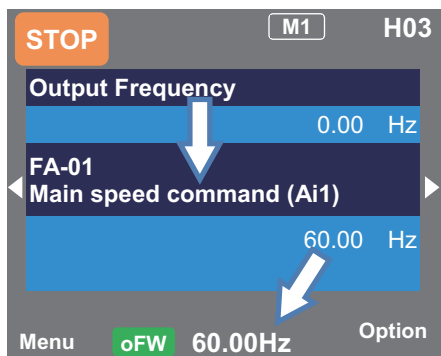 STOP M1 H03
Output Frequency
0.00 Hz
FA-01
Main speed command (Ai1)
60.00 Hz
Menu oFW 60.00Hz Option